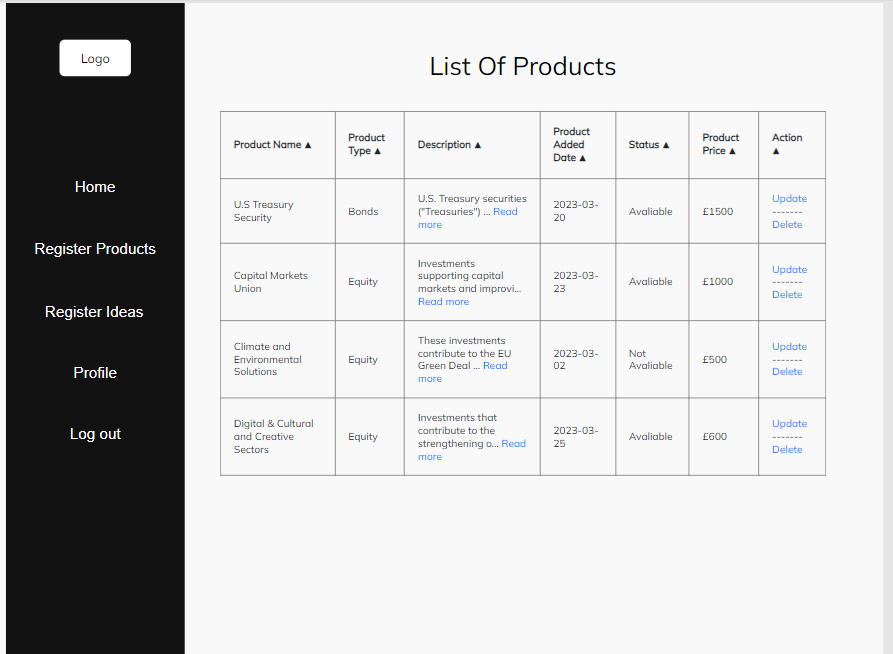 Logo
Home
Register Products
Register Ideas
Profile
Log out
List Of Products
Product Name ▲
Product
Type ▲
Description ▲
Product
Added
Date ▲
Status ▲
Product
Price ▲
Action
▲
U.S Treasury
Security
Bonds
U.S. Treasury securities
("Treasuries") ... Read
more
2023-03-
20
Avaliable
£1500
Update
-------
Delete
Capital Markets
Union
Equity
Investments
supporting capital
markets and improvi...
Read more
2023-03-
23
Avaliable
£1000
Update
-------
Delete
Climate and
Environmental
Solutions
Equity
These investments
contribute to the EU
Green Deal ... Read
more
2023-03-
02
Not
Avaliable
£500
Update
-------
Delete
Digital & Cultural
and Creative
Sectors
Equity
Investments that
contribute to the
strengthening o... Read
more
2023-03-
25
Avaliable
£600
Update
-------
Delete